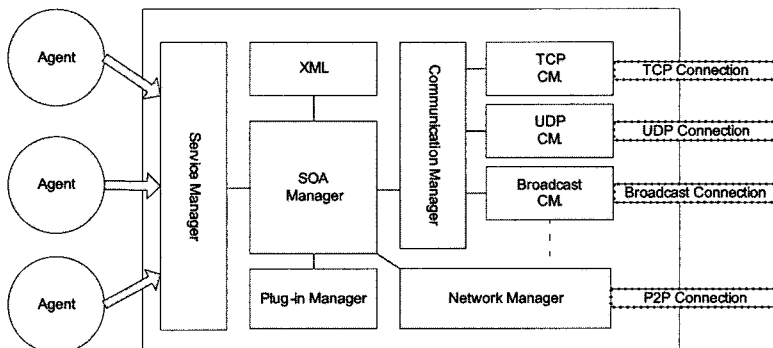 Agent
Agent
Agent
Service Manager
XML
SOA
Manager
Plug-in Manager
Communication Manager
TCP
CM.
UDP
CM.
Broadcast
CM.
Network Manager
TCP Connection
UDP Connection
Broadcast Connection
P2P Connection